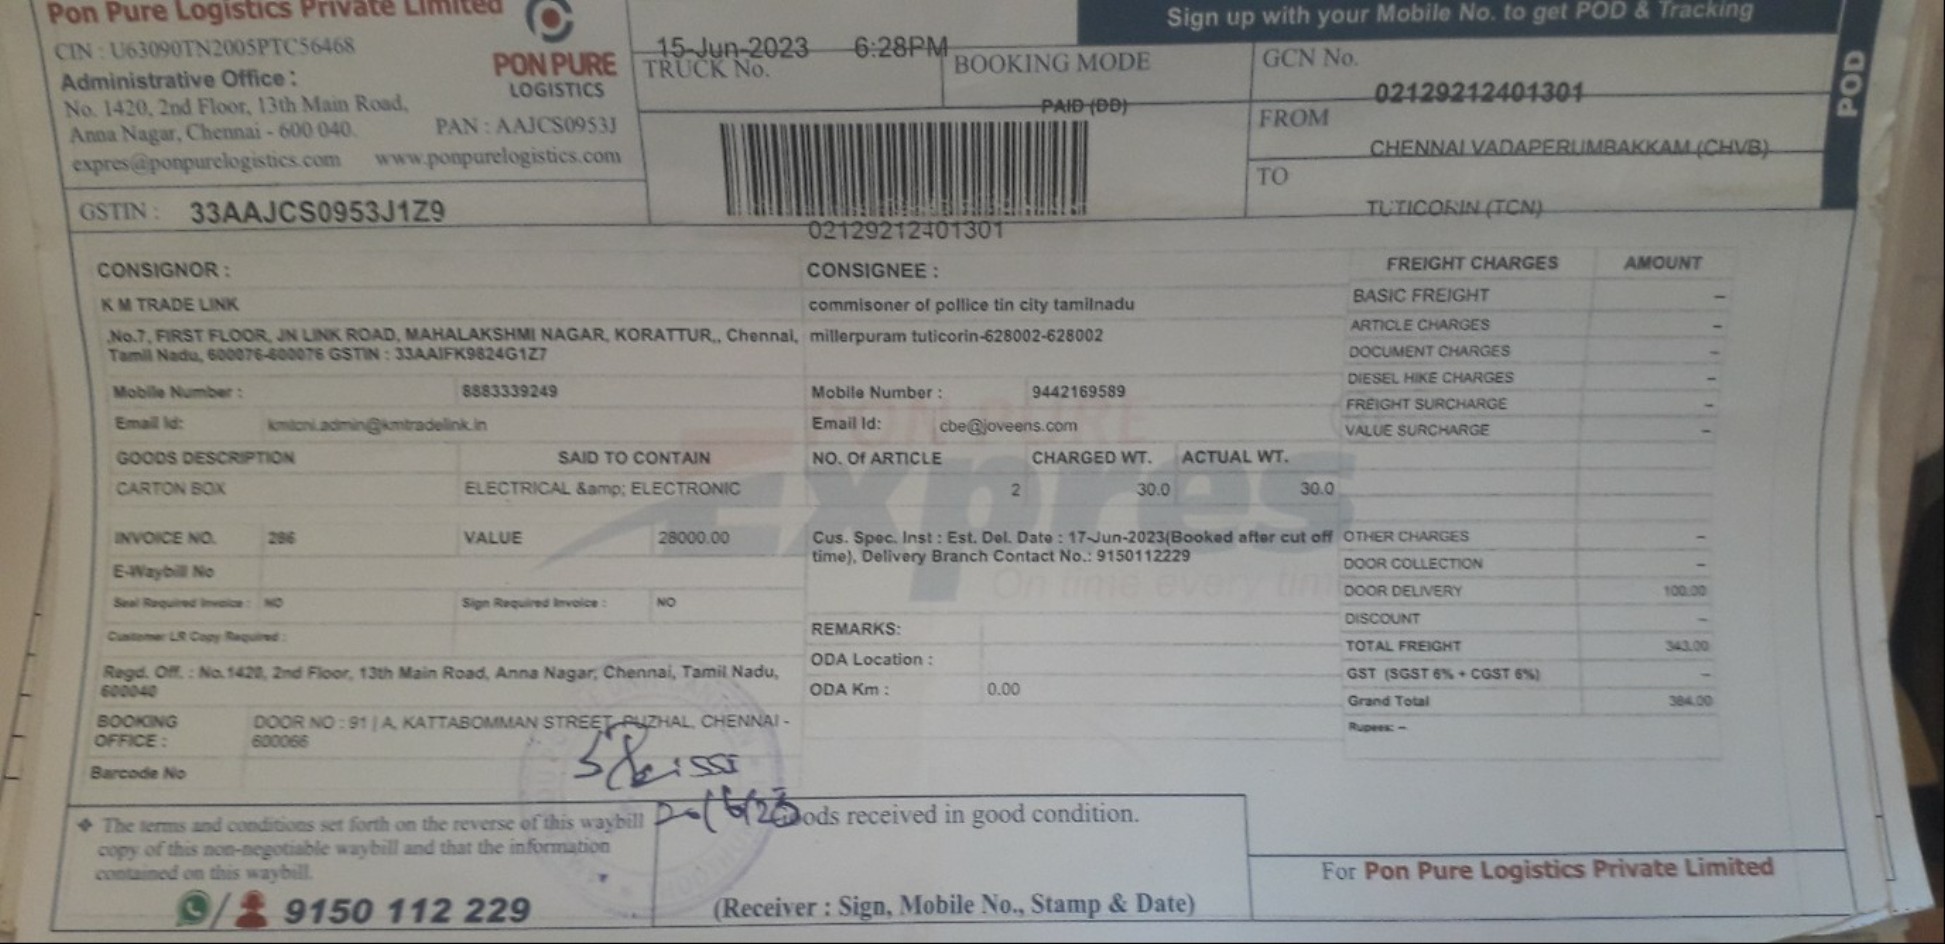 Pon Pure Logistics Private Limited
CIN : U63090TN2005PTC56468
Administrative Office :
No. 1420, 2nd Floor, 13th Main Road,
Anna Nagar, Chennai - 600 040. PAN : AAJCS0953J
expres@ponpurelogistics.com www.ponpurelogistics.com
GSTIN : 33AAJCS0953J1Z9
PON PURE
LOGISTICS
15-Jun-2023 6:28PM
TRUCK No.
BOOKING MODE
PAID (DD)
02129212401301
Sign up with your Mobile No. to get POD & Tracking
GCN No.
02129212401301
FROM
CHENNAI VADAPERUMBAKKAM (CHVB)
TO
TUTICORIN (TCN)
POD
CONSIGNOR :
K M TRADE LINK
No.7, FIRST FLOOR, JN LINK ROAD, MAHALAKSHMI NAGAR, KORATTUR,, Chennai,
Tamil Nadu, 600076-600076 GSTIN : 33AAIFK9824G1Z7
Mobile Number : 8883339249
Email Id: kmtcni.admin@kmtradelink.in
GOODS DESCRIPTION SAID TO CONTAIN
CARTON BOX ELECTRICAL &amp; ELECTRONIC
INVOICE NO. 286 VALUE 28000.00
E-Waybill No
Seal Required Invoice : NO Sign Required Invoice : NO
Customer LR Copy Required :
Regd. Off. : No.1420, 2nd Floor, 13th Main Road, Anna Nagar, Chennai, Tamil Nadu,
600040
BOOKING OFFICE : DOOR NO : 91 | A, KATTABOMMAN STREET, PUZHAL, CHENNAI -
600066
Barcode No
CONSIGNEE :
commisoner of pollice tin city tamilnadu
millerpuram tuticorin-628002-628002
Mobile Number : 9442169589
Email Id: cbe@joveens.com
NO. Of ARTICLE CHARGED WT. ACTUAL WT.
2 30.0 30.0
Cus. Spec. Inst : Est. Del. Date : 17-Jun-2023(Booked after cut off
time), Delivery Branch Contact No.: 9150112229
REMARKS:
ODA Location :
ODA Km : 0.00
PON PURE
Expres
On time every tim
FREIGHT CHARGES AMOUNT
BASIC FREIGHT –
ARTICLE CHARGES –
DOCUMENT CHARGES –
DIESEL HIKE CHARGES –
FREIGHT SURCHARGE –
VALUE SURCHARGE –
OTHER CHARGES –
DOOR COLLECTION –
DOOR DELIVERY 100.00
DISCOUNT –
TOTAL FREIGHT 343.00
GST (SGST 6% + CGST 6%) –
Grand Total 384.00
Rupees: –
❖ The terms and conditions set forth on the reverse of this waybill
copy of this non-negotiable waybill and that the information
contained on this waybill.
/ 9150 112 229
ods received in good condition.
(Receiver : Sign, Mobile No., Stamp & Date)
For Pon Pure Logistics Private Limited